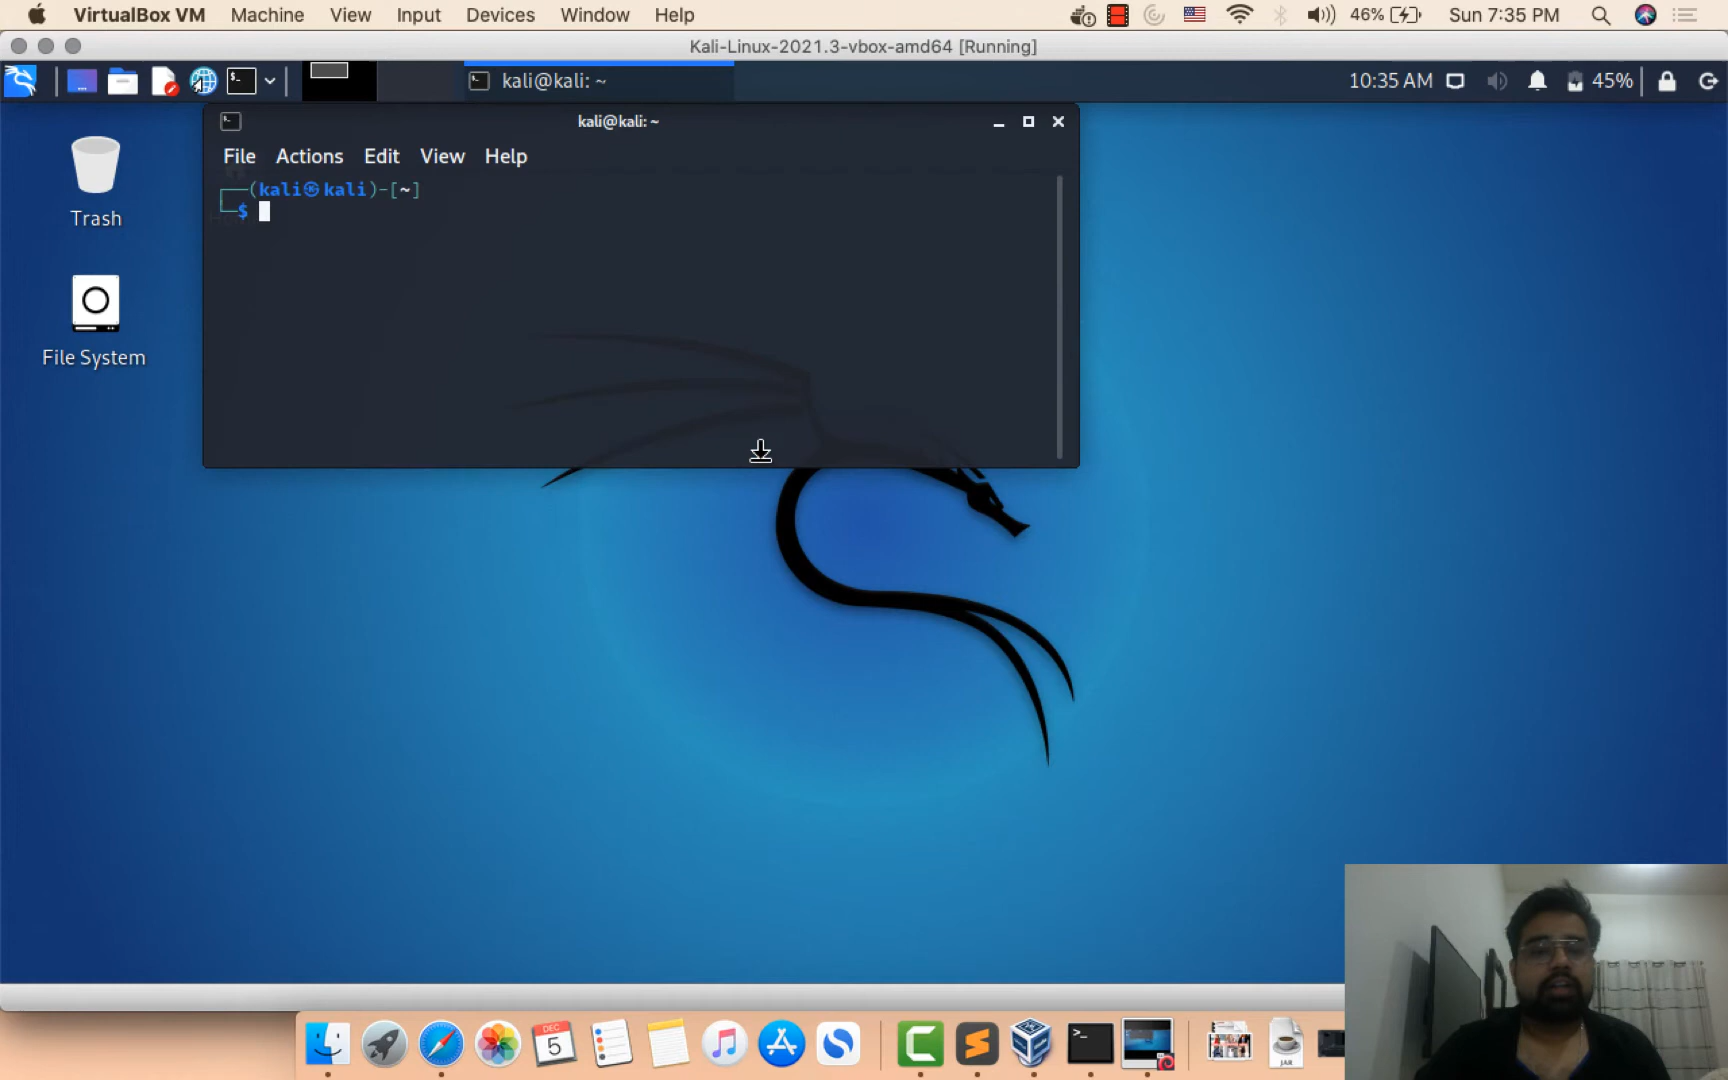 VirtualBox VM Machine View Input Devices Window Help 46% Sun 7:35 PM
Kali-Linux-2021.3-vbox-amd64 [Running]
kali@kali: ~ 10:35 AM 45%
kali@kali: ~
File Actions Edit View Help
(kali㉿kali)-[~]
$
Trash
File System
DEC
5
JAR